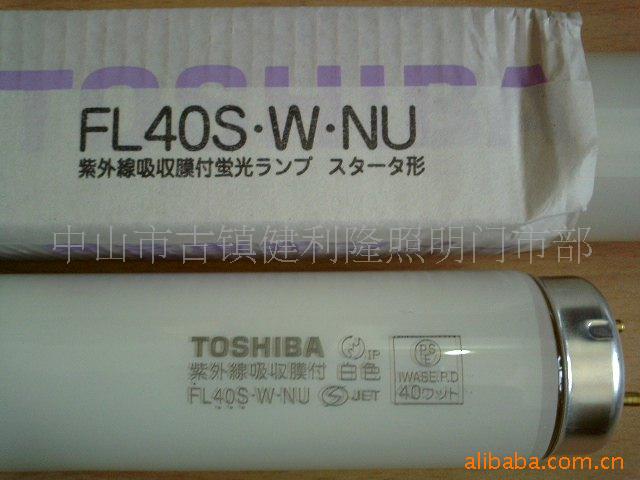 TOSHIBA
FL40S・W・NU
紫外線吸収膜付蛍光ランプ スタータ形
中山市古镇健利隆照明门市部
TOSHIBA IP PSE
紫外線吸収膜付 白色 IWASE.P.D
FL40S-W-NU JET 40ワット
alibaba.com.cn